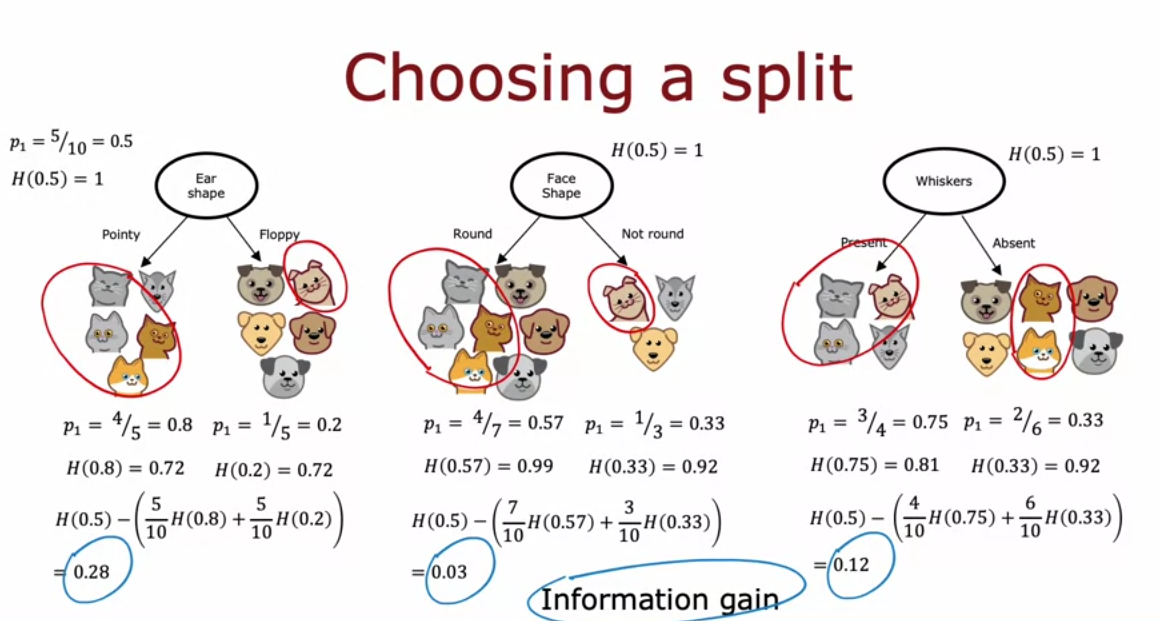 Choosing a split
p₁ = 5/10 = 0.5
H(0.5) = 1
Ear
shape
Pointy
Floppy
p₁ = 4/5 = 0.8
p₁ = 1/5 = 0.2
H(0.8) = 0.72
H(0.2) = 0.72
H(0.5) − (5/10 H(0.8) + 5/10 H(0.2))
= 0.28
H(0.5) = 1
Face
Shape
Round
Not round
p₁ = 4/7 = 0.57
p₁ = 1/3 = 0.33
H(0.57) = 0.99
H(0.33) = 0.92
H(0.5) − (7/10 H(0.57) + 3/10 H(0.33))
= 0.03
H(0.5) = 1
Whiskers
Present
Absent
p₁ = 3/4 = 0.75
p₁ = 2/6 = 0.33
H(0.75) = 0.81
H(0.33) = 0.92
H(0.5) − (4/10 H(0.75) + 6/10 H(0.33))
= 0.12
Information gain